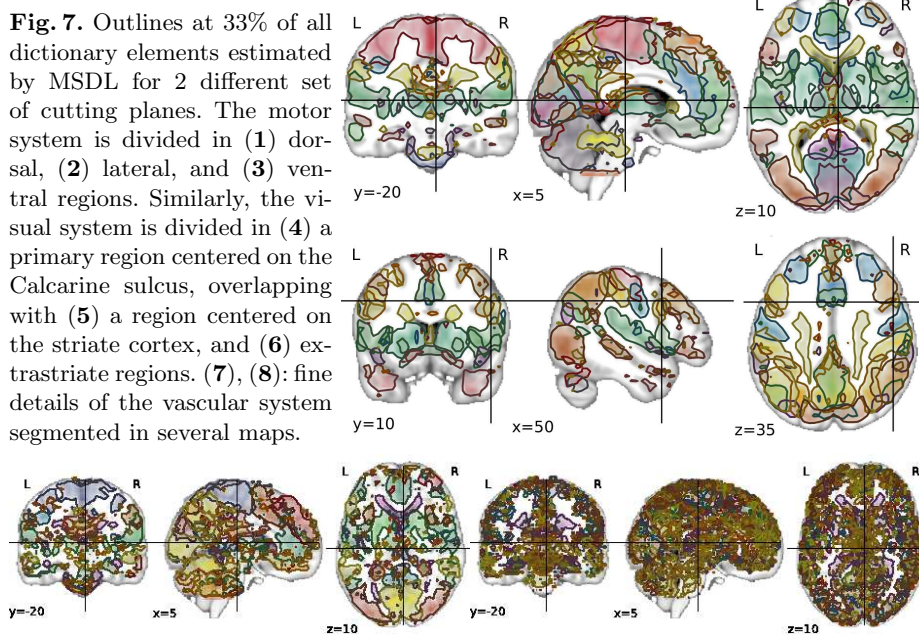 Fig. 7. Outlines at 33% of all
dictionary elements estimated
by MSDL for 2 different set
of cutting planes. The motor
system is divided in (1) dor-
sal, (2) lateral, and (3) ven-
tral regions. Similarly, the vi-
sual system is divided in (4) a
primary region centered on the
Calcarine sulcus, overlapping
with (5) a region centered on
the striate cortex, and (6) ex-
trastriate regions. (7), (8): fine
details of the vascular system
segmented in several maps.
L R L R
y=-20 x=5 z=10
L R L R
y=10 x=50 z=35
L R L R L R L R
y=-20 x=5 z=10 y=-20 x=5 z=10